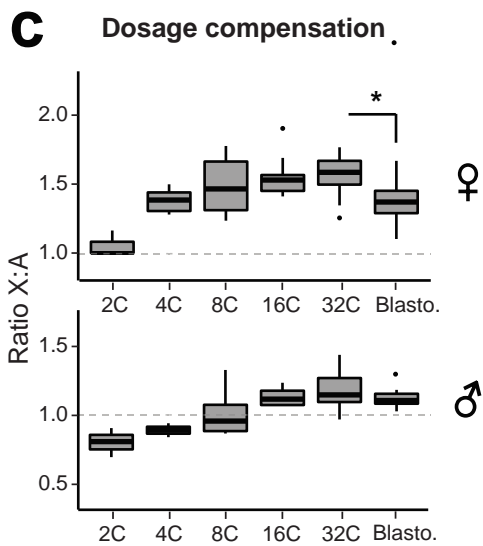 C Dosage compensation
*
2.0
1.5
1.0
♀
2C 4C 8C 16C 32C Blasto.
Ratio X:A
1.5
1.0
0.5
♂
2C 4C 8C 16C 32C Blasto.